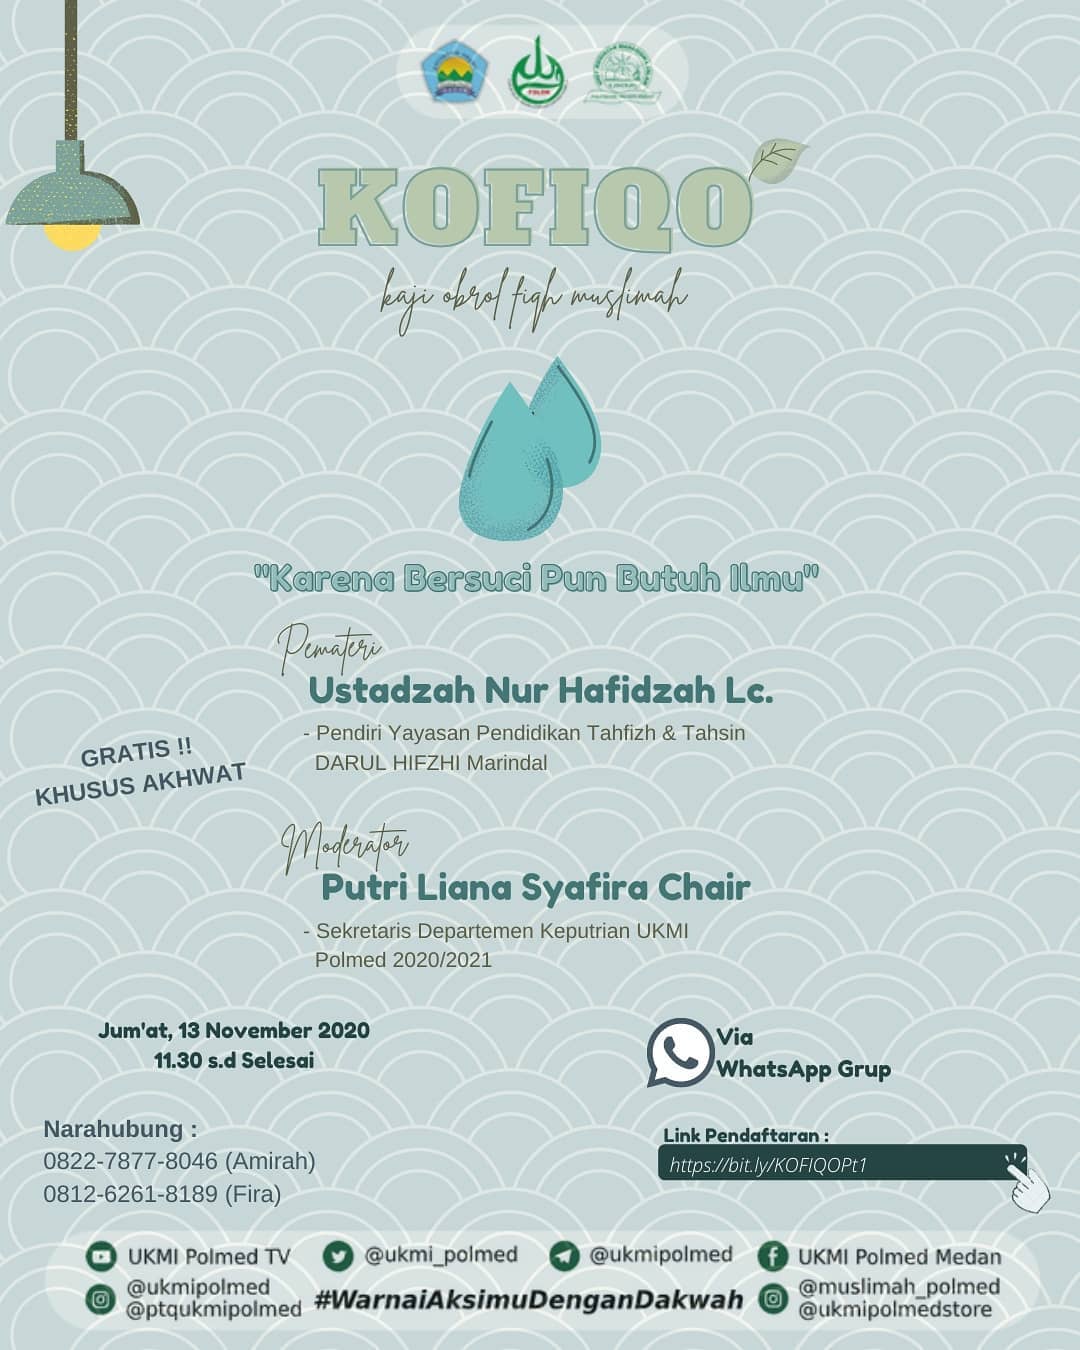 KOFIQO
kaji obrol fiqh muslimah
"Karena Bersuci Pun Butuh Ilmu"
Pemateri
Ustadzah Nur Hafidzah Lc.
- Pendiri Yayasan Pendidikan Tahfizh & Tahsin
DARUL HIFZHI Marindal
GRATIS !!
KHUSUS AKHWAT
Moderator
Putri Liana Syafira Chair
- Sekretaris Departemen Keputrian UKMI
Polmed 2020/2021
Jum'at, 13 November 2020
11.30 s.d Selesai
Via
WhatsApp Grup
Narahubung :
0822-7877-8046 (Amirah)
0812-6261-8189 (Fira)
Link Pendaftaran :
https://bit.ly/KOFIQOPt1
UKMI Polmed TV
@ukmi_polmed
@ukmipolmed
UKMI Polmed Medan
@ukmipolmed
@ptqukmipolmed
#WarnaiAksimuDenganDakwah
@muslimah_polmed
@ukmipolmedstore